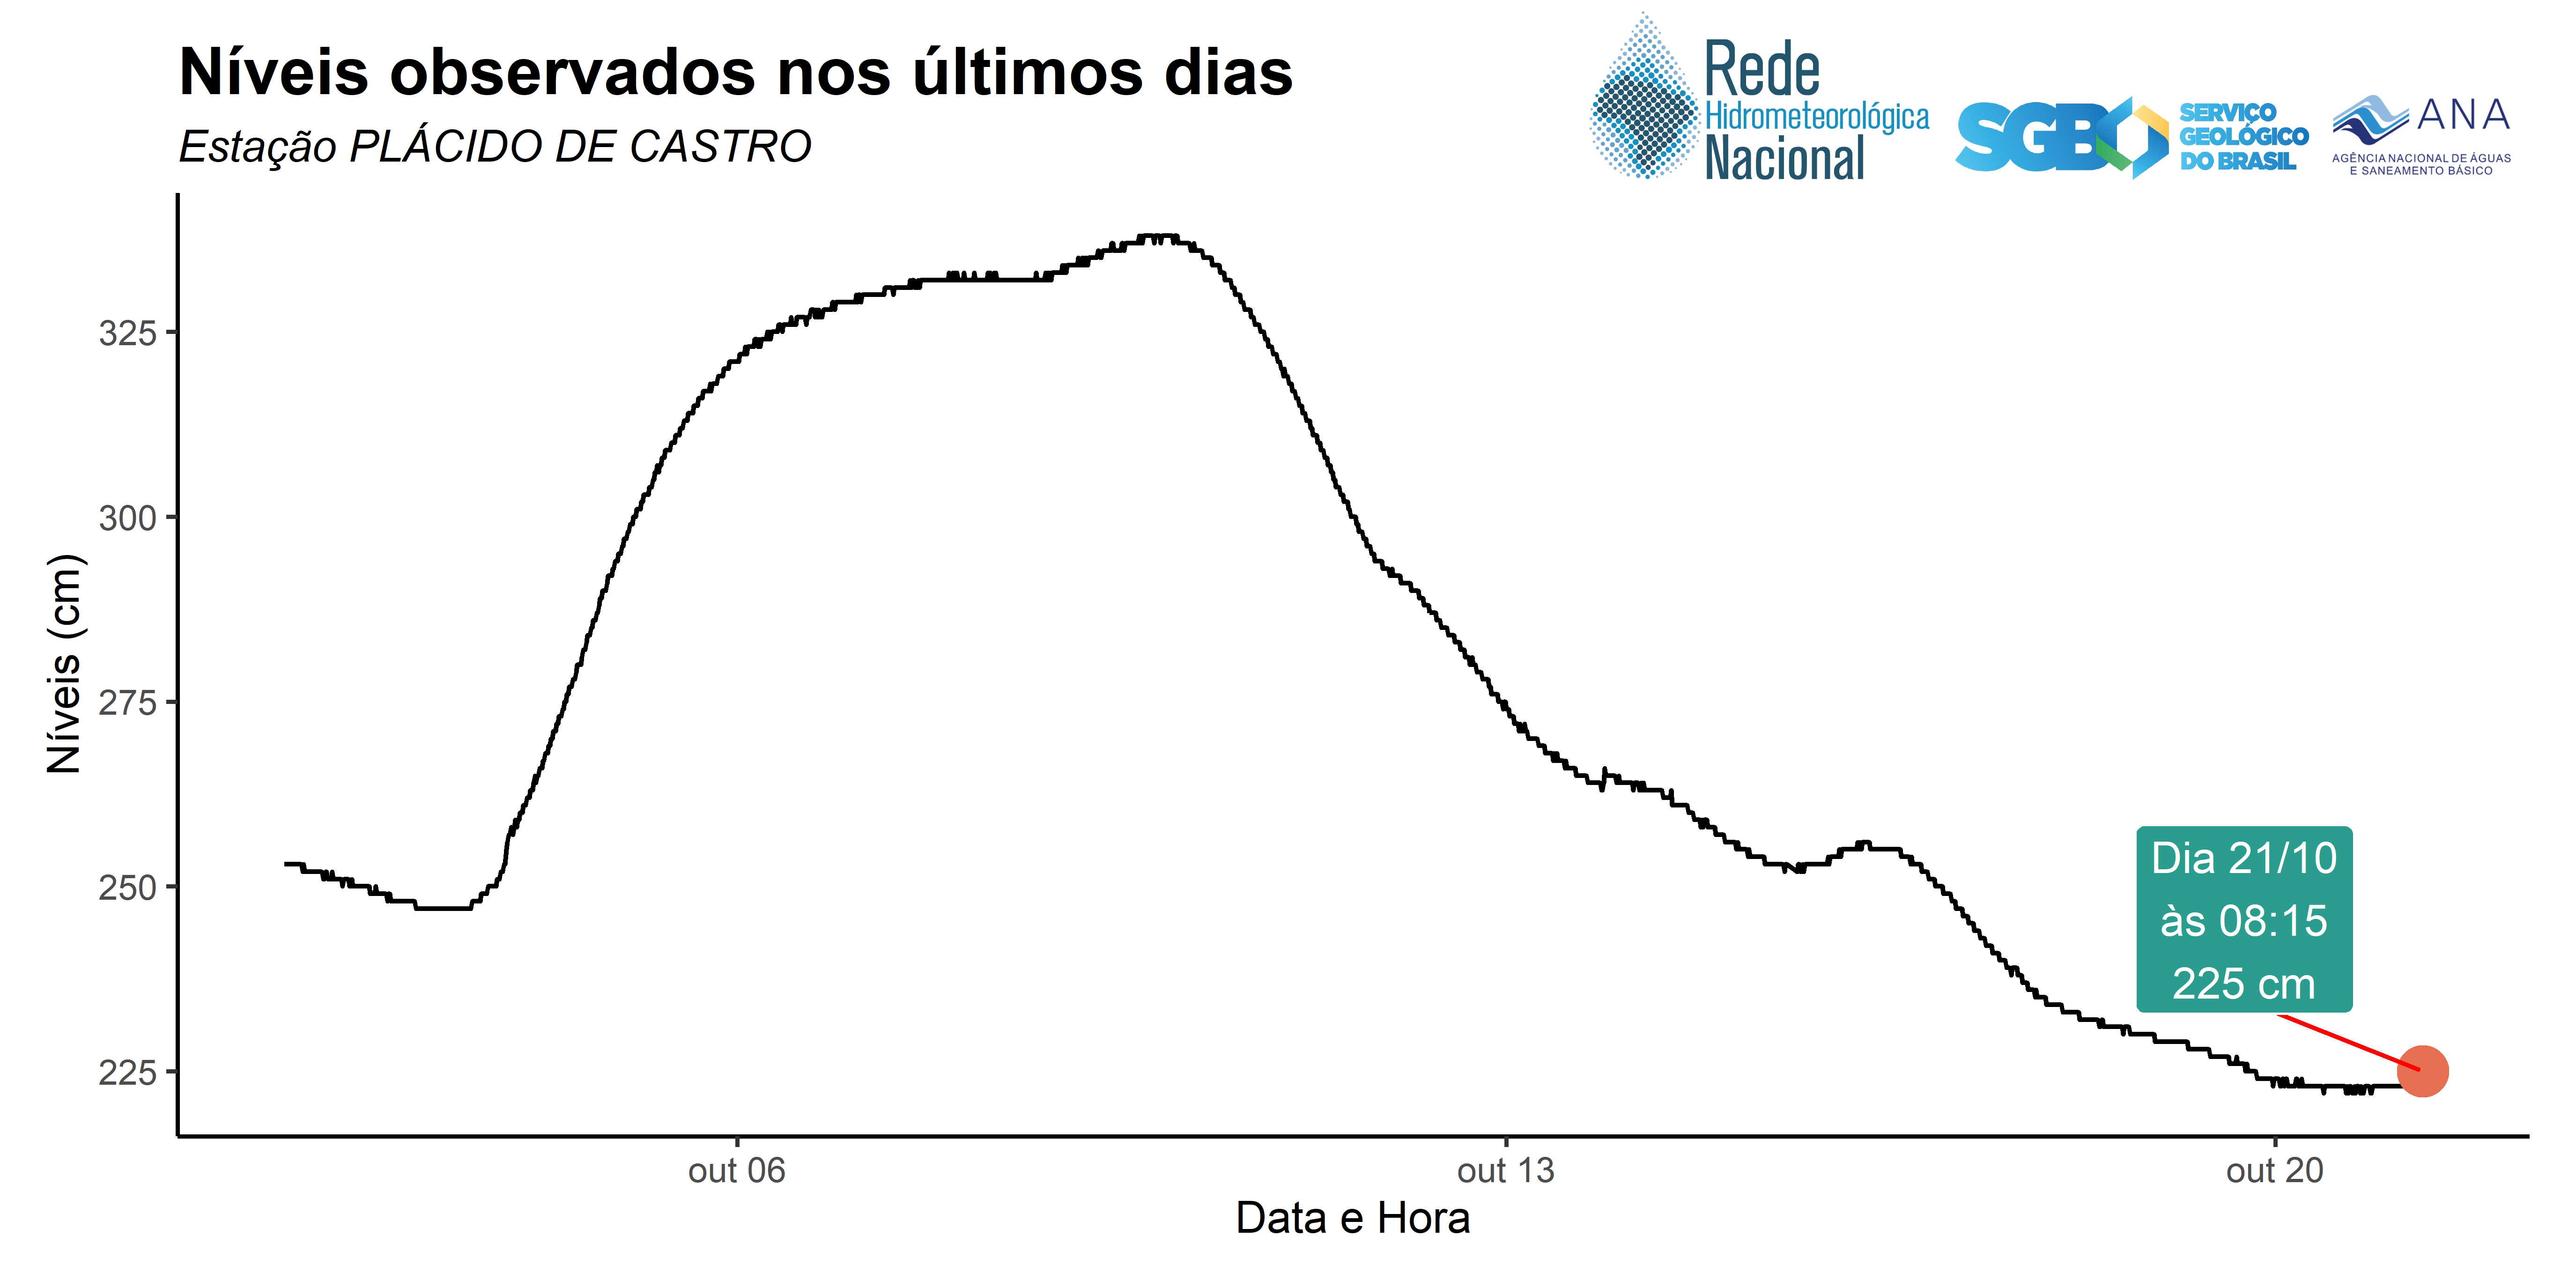 Níveis observados nos últimos dias
Estação PLÁCIDO DE CASTRO
Rede
Hidrometeorológica
Nacional
SGB
SERVIÇO
GEOLÓGICO
DO BRASIL
ANA
AGÊNCIA NACIONAL DE ÁGUAS
E SANEAMENTO BÁSICO
Níveis (cm)
325
300
275
250
225
Dia 21/10
às 08:15
225 cm
out 06
out 13
out 20
Data e Hora